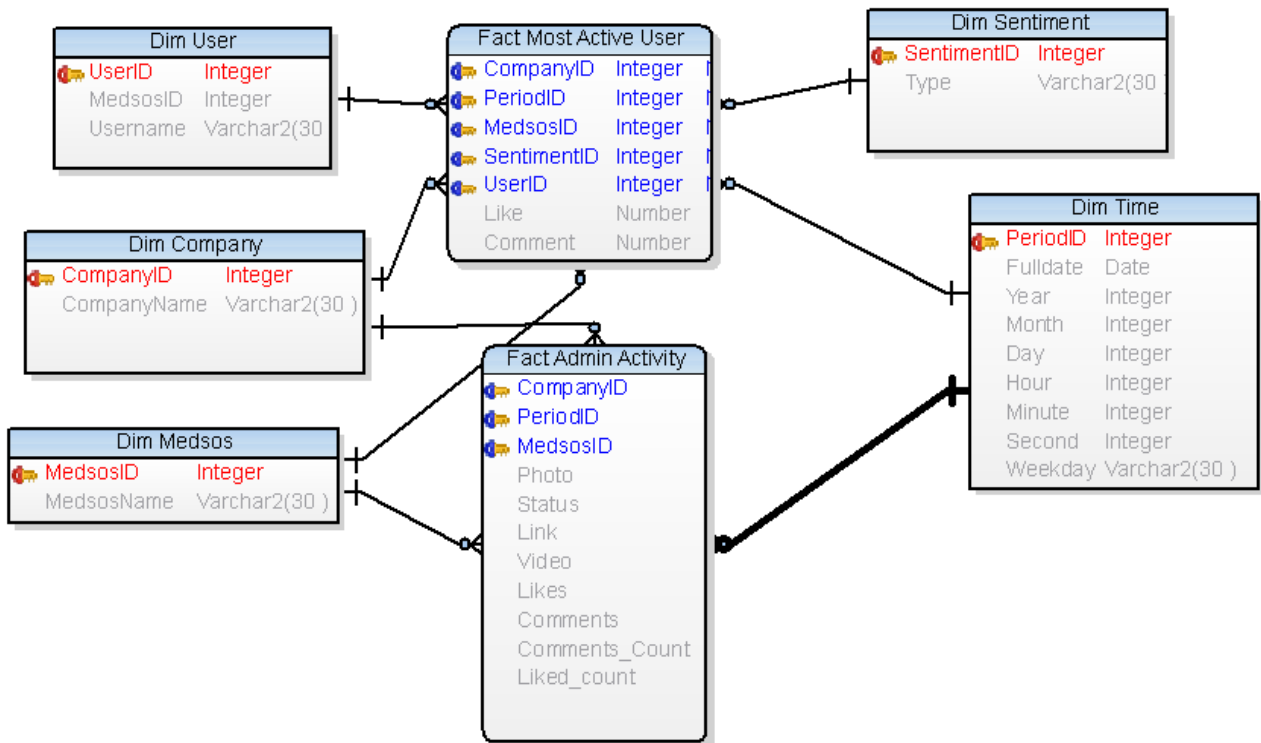 Dim User
UserID Integer
MedsosID Integer
Username Varchar2(30
Fact Most Active User
CompanyID Integer
PeriodID Integer
MedsosID Integer
SentimentID Integer
UserID Integer
Like Number
Comment Number
Dim Sentiment
SentimentID Integer
Type Varchar2(30
Dim Company
CompanyID Integer
CompanyName Varchar2(30 )
Dim Time
PeriodID Integer
Fulldate Date
Year Integer
Month Integer
Day Integer
Hour Integer
Minute Integer
Second Integer
Weekday Varchar2(30 )
Dim Medsos
MedsosID Integer
MedsosName Varchar2(30 )
Fact Admin Activity
CompanyID
PeriodID
MedsosID
Photo
Status
Link
Video
Likes
Comments
Comments_Count
Liked_count